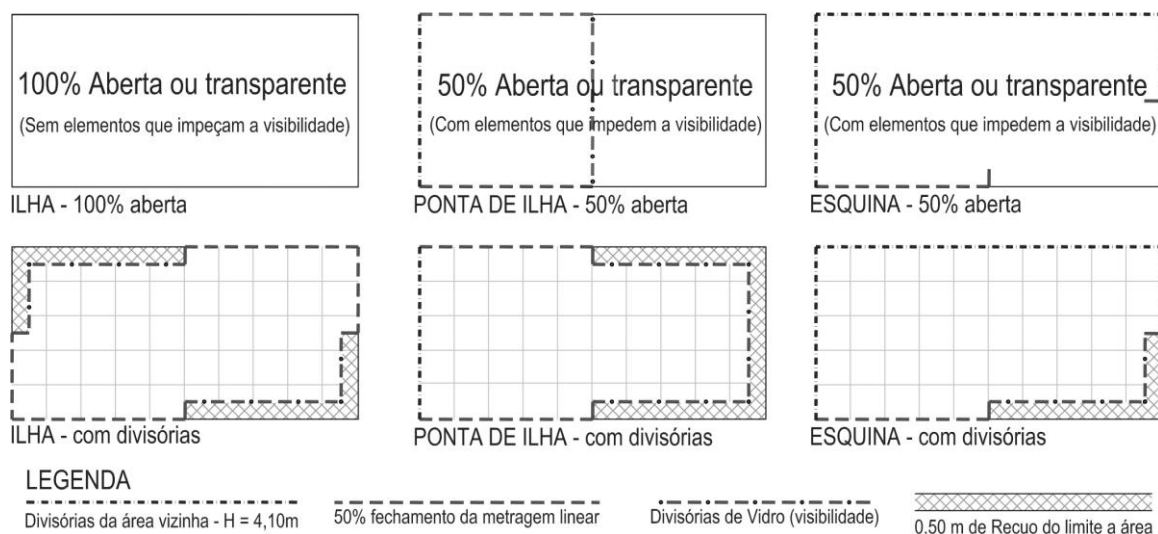 100% Aberta ou transparente
(Sem elementos que impeçam a visibilidade)
ILHA - 100% aberta
50% Aberta ou transparente
(Com elementos que impedem a visibilidade)
PONTA DE ILHA - 50% aberta
50% Aberta ou transparente
(Com elementos que impedem a visibilidade)
ESQUINA - 50% aberta
ILHA - com divisórias
PONTA DE ILHA - com divisórias
ESQUINA - com divisórias
LEGENDA
Divisórias da área vizinha - H = 4,10m
50% fechamento da metragem linear
Divisórias de Vidro (visibilidade)
0,50 m de Recuo do limite a área